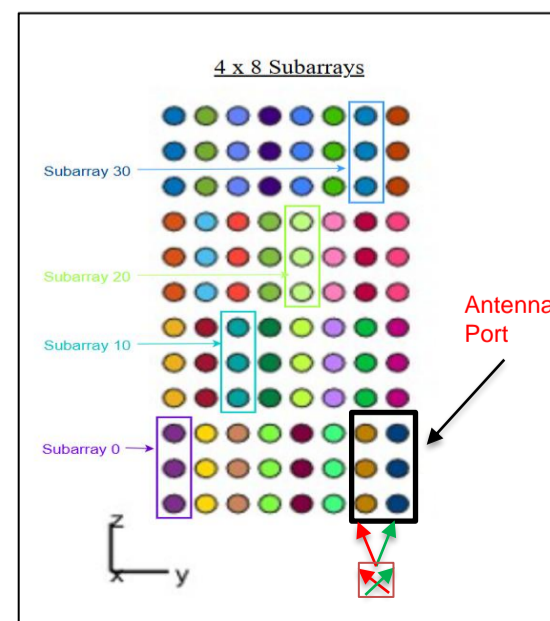 4 x 8 Subarrays
Subarray 30
Subarray 20
Antenna
Port
Subarray 10
Subarray 0
z
x
y